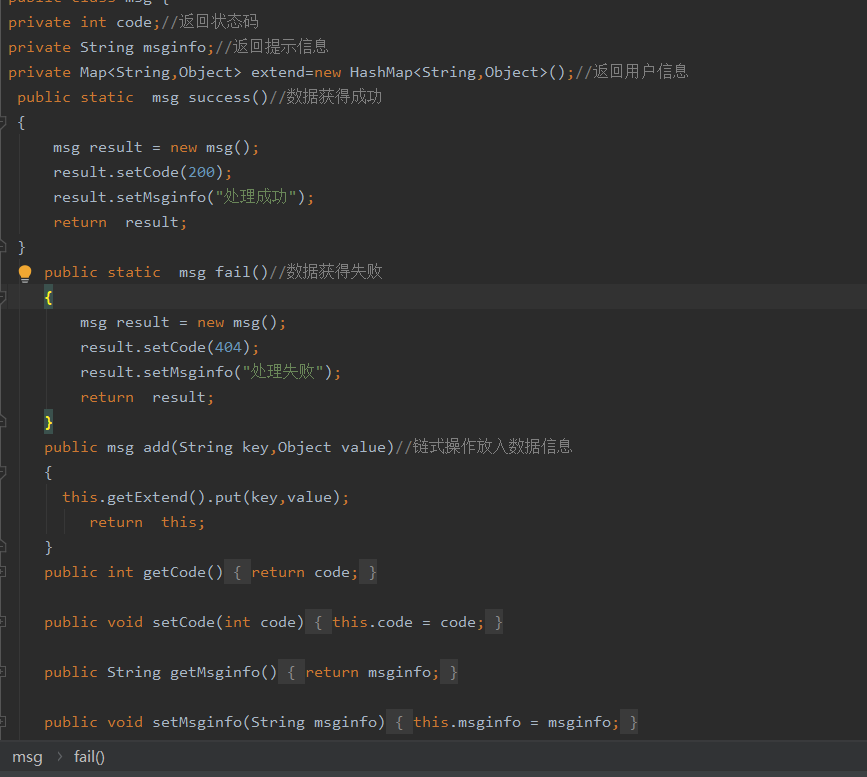 public class msg {
private int code;//返回状态码
private String msginfo;//返回提示信息
private Map<String,Object> extend=new HashMap<String,Object>();//返回用户信息
public static  msg success()//数据获得成功
{
msg result = new msg();
result.setCode(200);
result.setMsginfo("处理成功");
return  result;
}
public static  msg fail()//数据获得失败
{
msg result = new msg();
result.setCode(404);
result.setMsginfo("处理失败");
return  result;
}
public msg add(String key,Object value)//链式操作放入数据信息
{
this.getExtend().put(key,value);
return  this;
}
public int getCode() { return code; }
public void setCode(int code) { this.code = code; }
public String getMsginfo() { return msginfo; }
public void setMsginfo(String msginfo) { this.msginfo = msginfo; }
msg > fail()